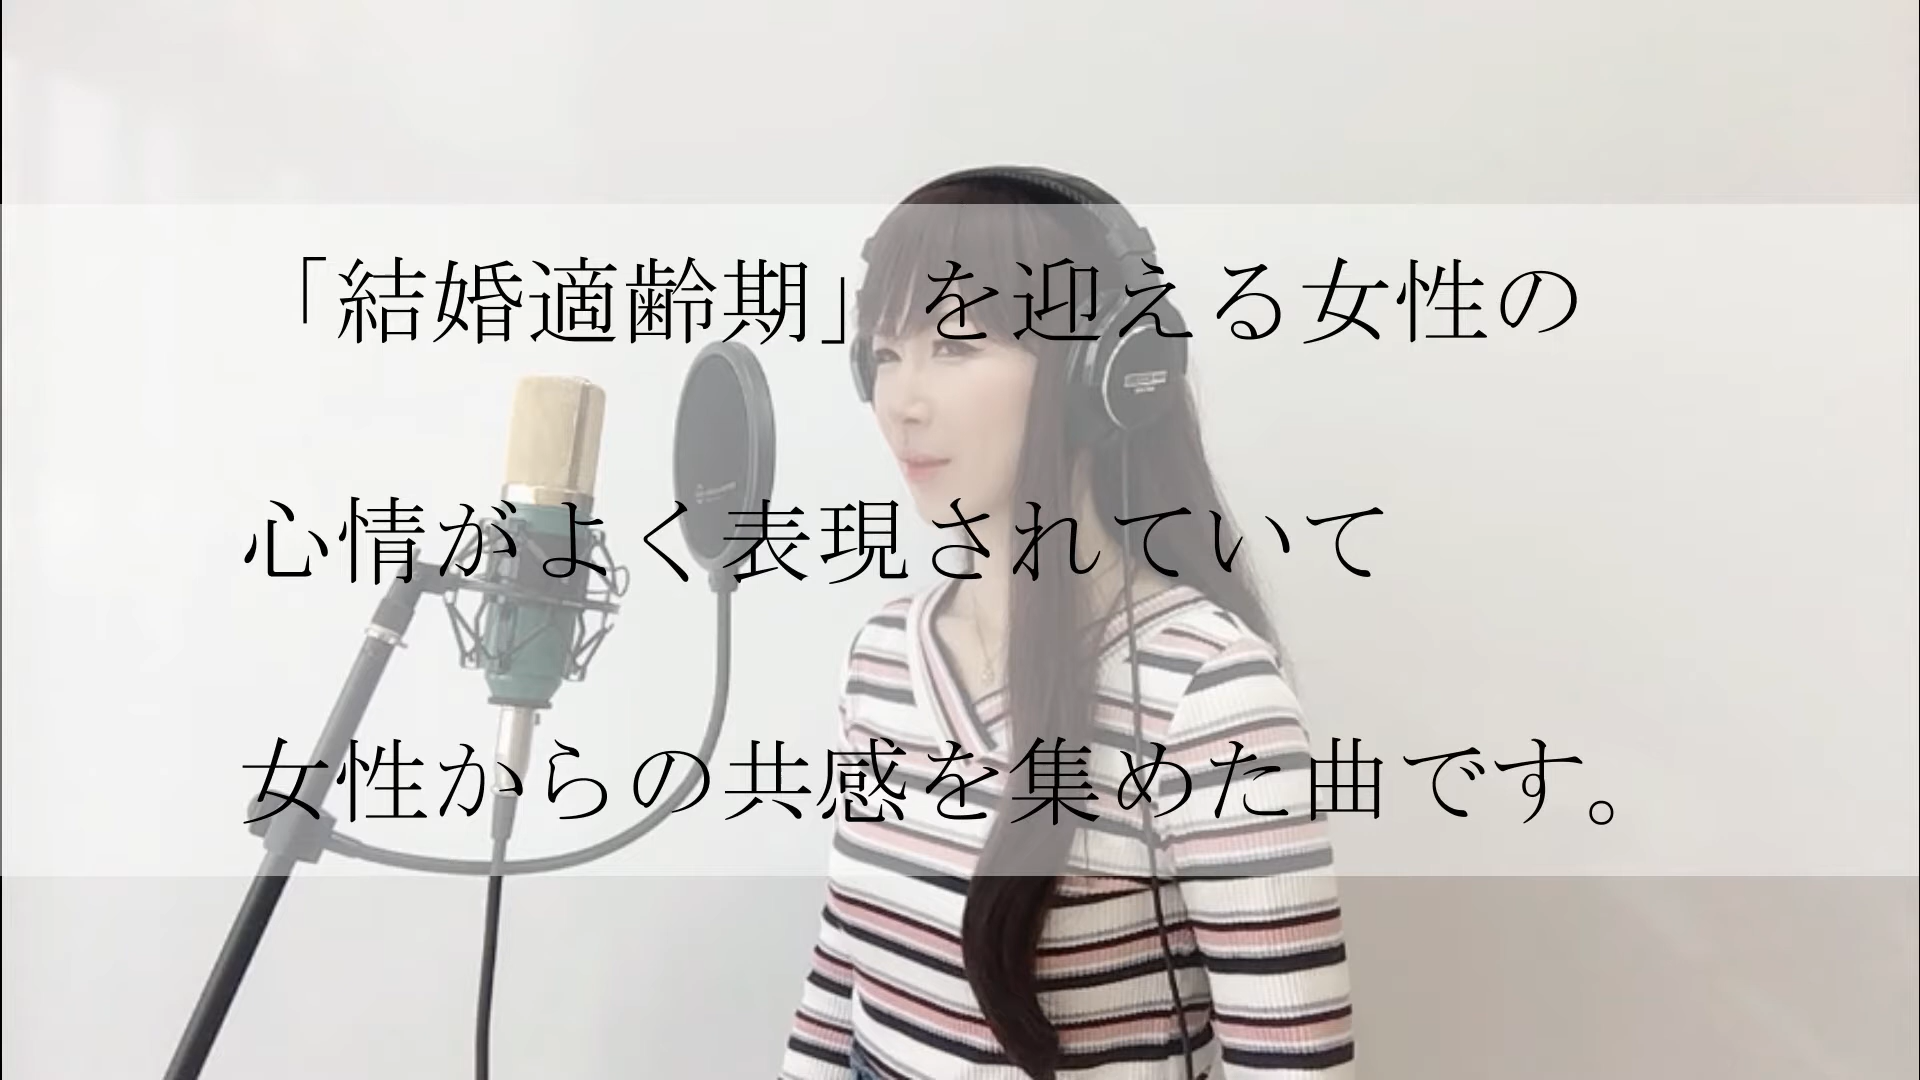 「結婚適齢期」を迎える女性の
心情がよく表現されていて
女性からの共感を集めた曲です。